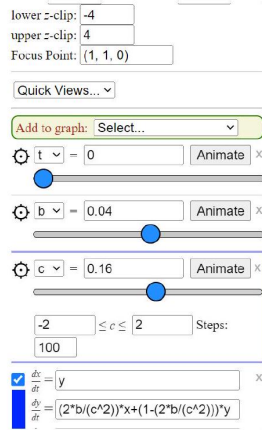 lower z-clip: -4
upper z-clip: 4
Focus Point: (1, 1, 0)
Quick Views...
Add to graph: Select...
t = 0 Animate x
b = 0.04 Animate x
c = 0.16 Animate x
-2 ≤ c ≤ 2 Steps:
100
dx/dt = y x
dy/dt = (2*b/(c^2))*x+(1-(2*b/(c^2)))*y